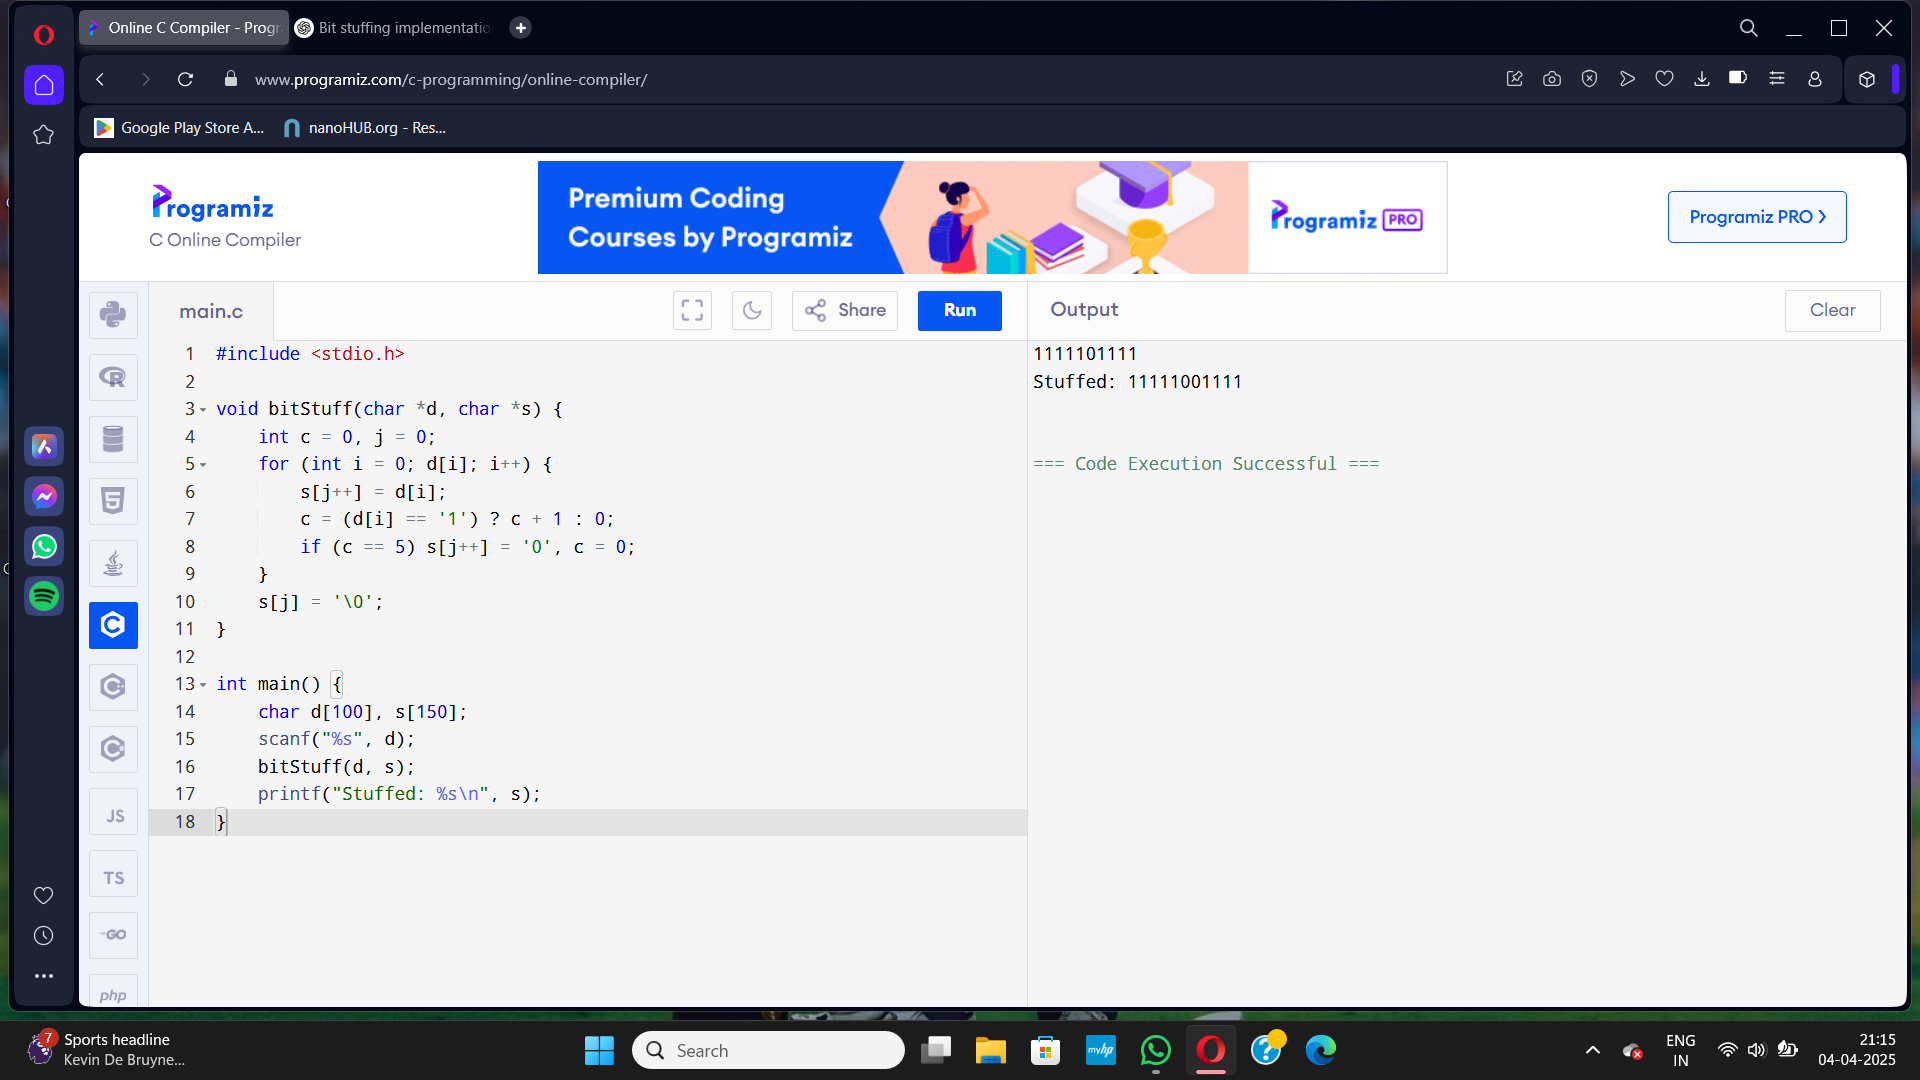 Online C Compiler - Progr
Bit stuffing implementatio
www.programiz.com/c-programming/online-compiler/
Google Play Store A...
nanoHUB.org - Res...
Programiz
C Online Compiler
Premium Coding
Courses by Programiz
Programiz PRO
Programiz PRO >
main.c
Share
Run
Output
Clear
1 #include <stdio.h>
2
3 void bitStuff(char *d, char *s) {
4     int c = 0, j = 0;
5     for (int i = 0; d[i]; i++) {
6         s[j++] = d[i];
7         c = (d[i] == '1') ? c + 1 : 0;
8         if (c == 5) s[j++] = '0', c = 0;
9     }
10     s[j] = '\0';
11 }
12
13 int main() {
14     char d[100], s[150];
15     scanf("%s", d);
16     bitStuff(d, s);
17     printf("Stuffed: %s\n", s);
18 }
1111101111
Stuffed: 11111001111
=== Code Execution Successful ===
JS
TS
GO
php
7
Sports headline
Kevin De Bruyne...
Search
myhp
ENG
IN
21:15
04-04-2025